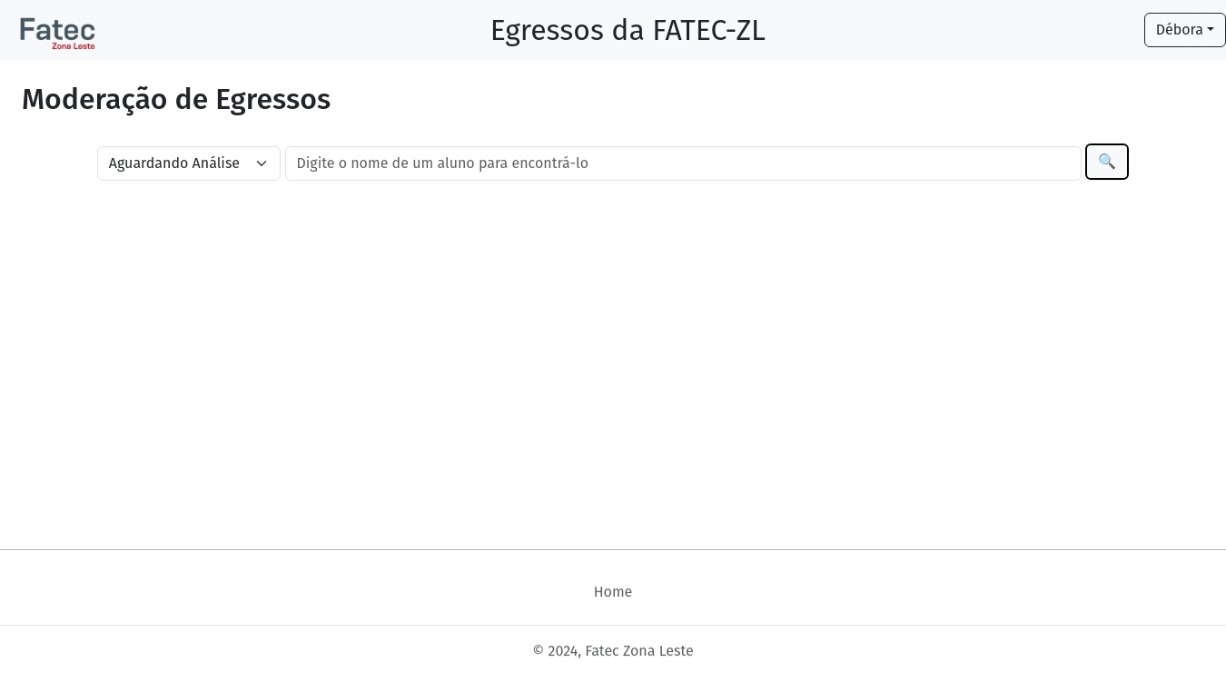 Fatec
Zona Leste
Egressos da FATEC-ZL
Débora
Moderação de Egressos
Aguardando Análise
Digite o nome de um aluno para encontrá-lo
Home
© 2024, Fatec Zona Leste